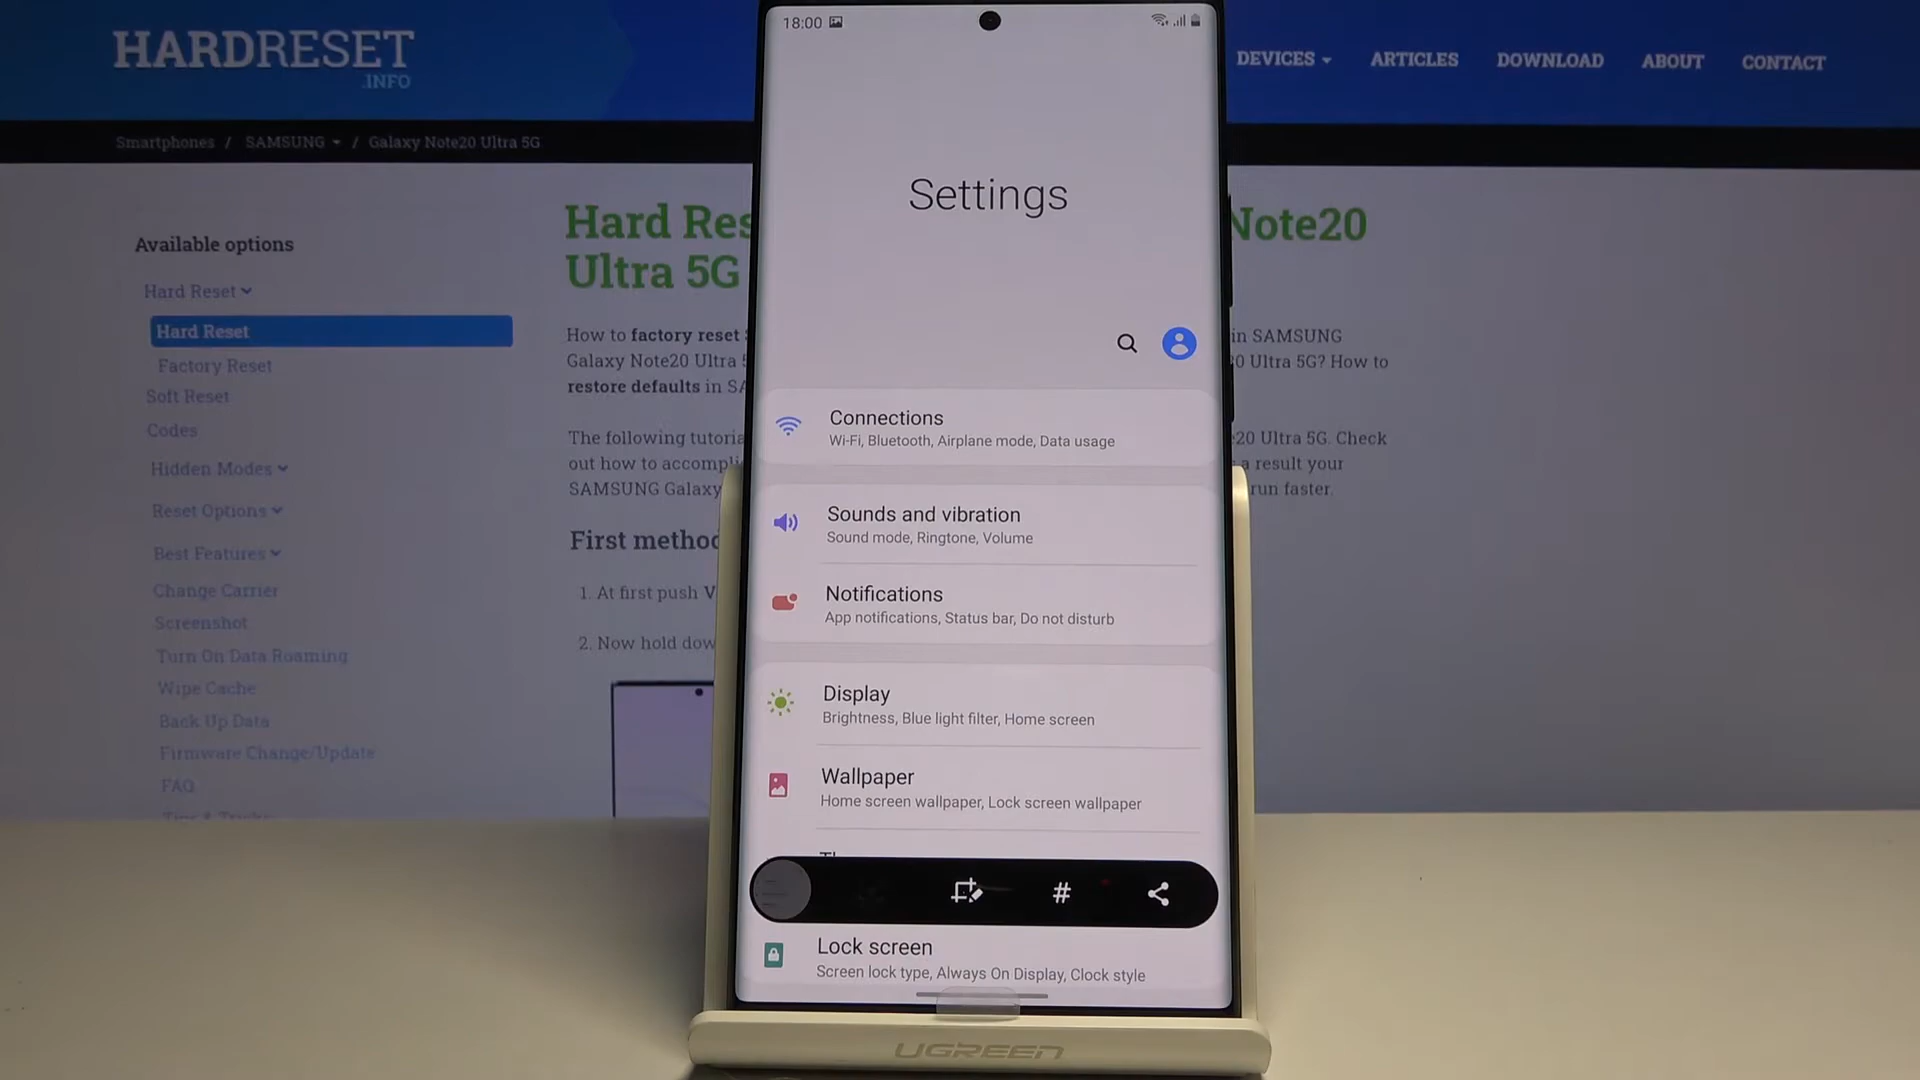 HARDRESET
.INFO
DEVICES
ARTICLES
DOWNLOAD
ABOUT
CONTACT
Smartphones / SAMSUNG / Galaxy Note20 Ultra 5G
Available options
Hard Reset
Hard Reset
Factory Reset
Soft Reset
Codes
Hidden Modes
Reset Options
Best Features
Change Carrier
Screenshot
Turn On Data Roaming
Wipe Cache
Back Up Data
Firmware Change/Update
FAQ
Hard Res
Note20
Ultra 5G
How to factory reset
in SAMSUNG
Galaxy Note20 Ultra
0 Ultra 5G? How to
restore defaults in SA
The following tutoria
20 Ultra 5G. Check
out how to accompli
a result your
SAMSUNG Galaxy
run faster.
First method
1. At first push V
2. Now hold dow
18:00
Settings
Connections
Wi-Fi, Bluetooth, Airplane mode, Data usage
Sounds and vibration
Sound mode, Ringtone, Volume
Notifications
App notifications, Status bar, Do not disturb
Display
Brightness, Blue light filter, Home screen
Wallpaper
Home screen wallpaper, Lock screen wallpaper
#
Lock screen
Screen lock type, Always On Display, Clock style
UGREEN